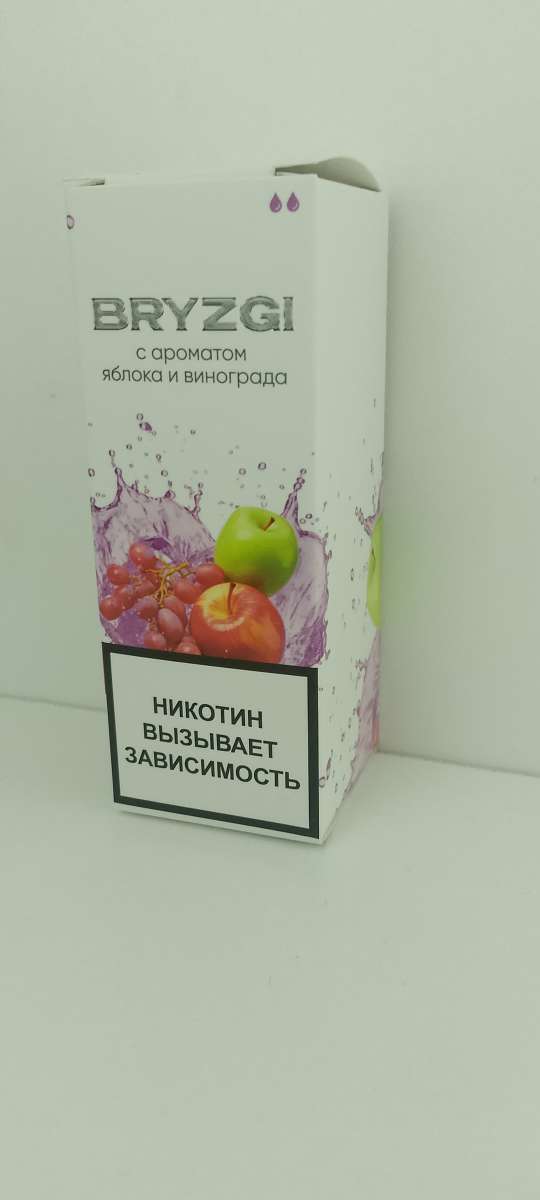 BRYZGI
с ароматом
яблока и винограда
НИКОТИН
ВЫЗЫВАЕТ
ЗАВИСИМОСТЬ